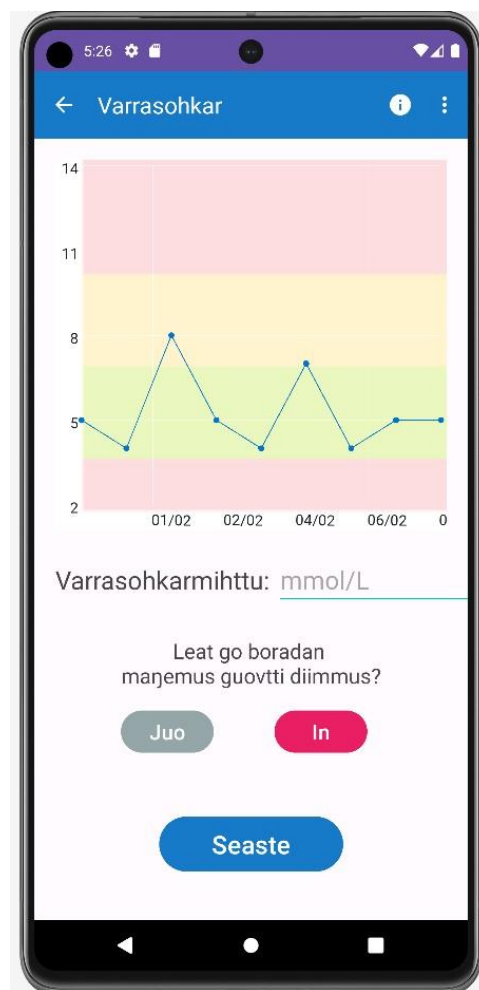 5:26
Varrasohkar
14
11
8
5
2
01/02 02/02 04/02 06/02 0
Varrasohkarmihttu: mmol/L
Leat go boradan
maŋemus guovtti diimmus?
Juo In
Seaste